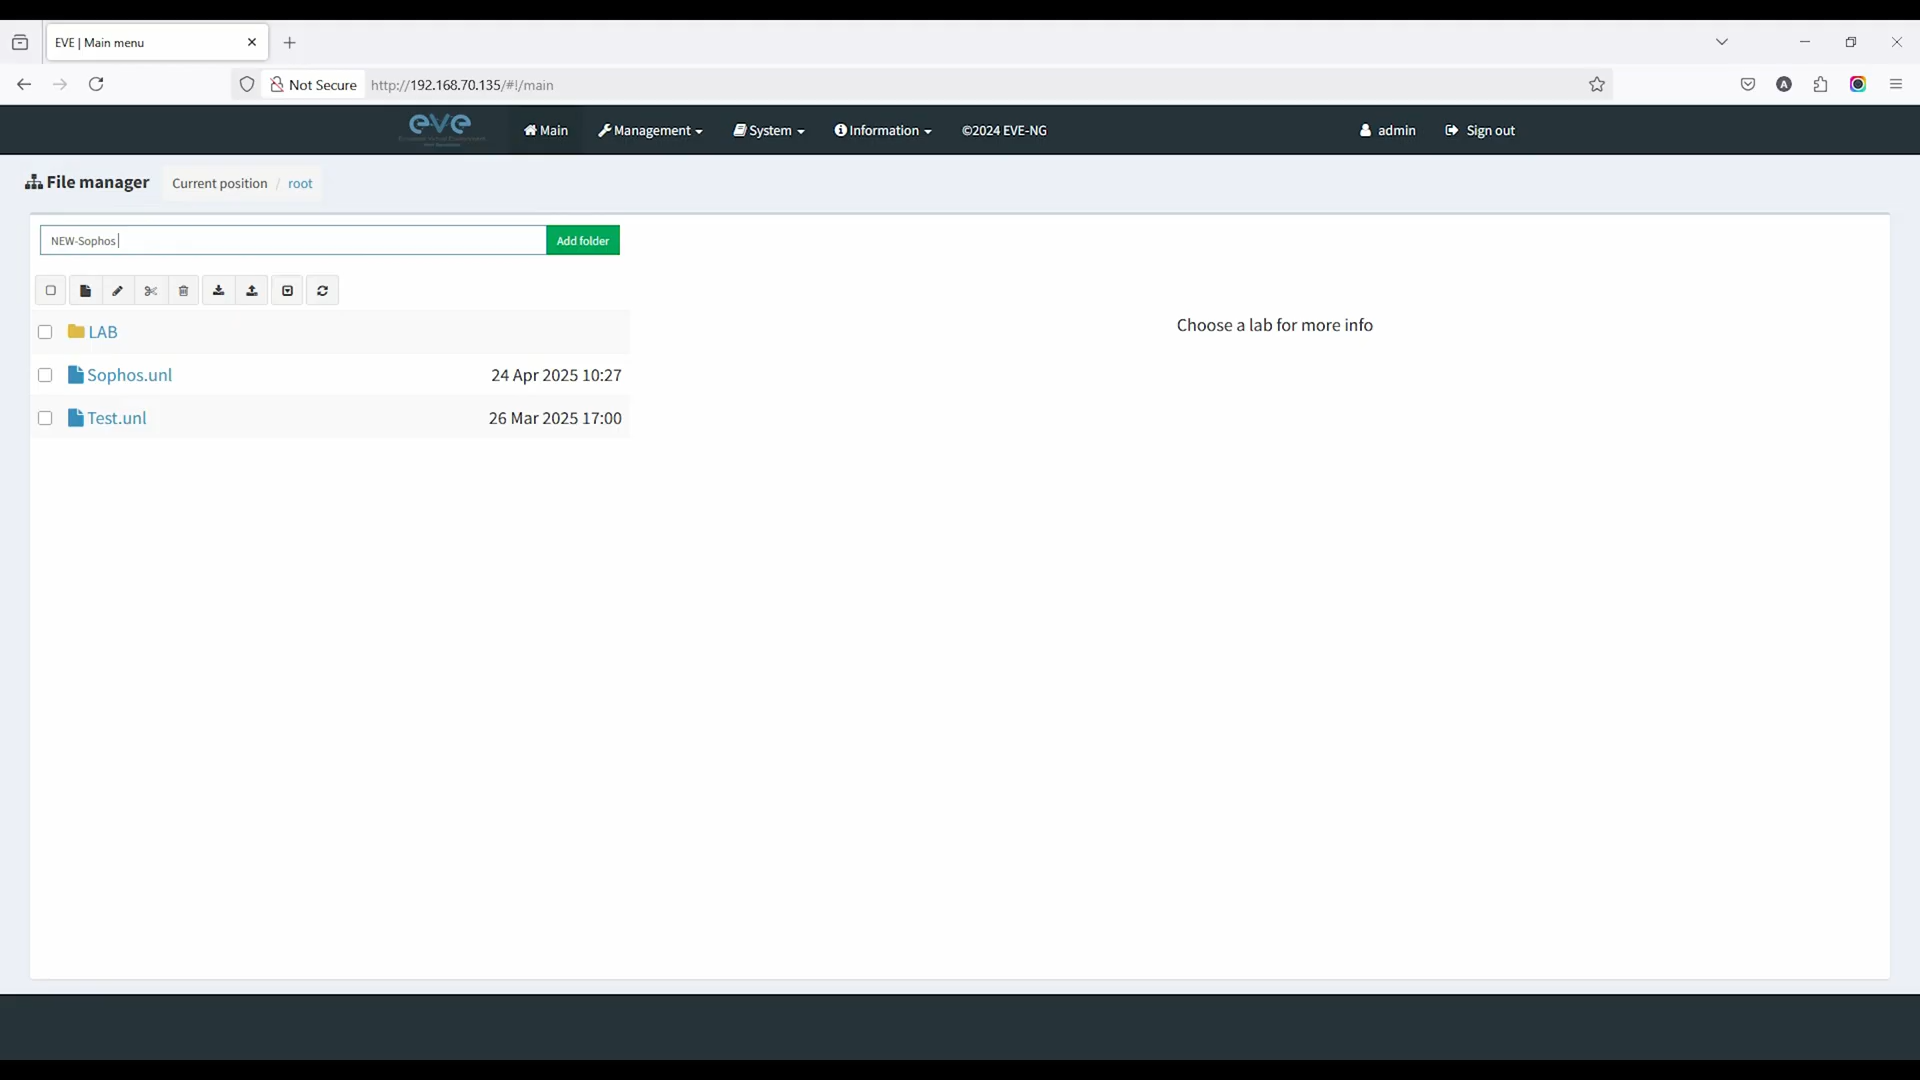 EVE | Main menu
Not Secure http://192.168.70.135/#!/main
eve Main Management System Information ©2024 EVE-NG admin Sign out
File manager Current position / root
NEW-Sophos Add folder
LAB
Choose a lab for more info
Sophos.unl 24 Apr 2025 10:27
Test.unl 26 Mar 2025 17:00